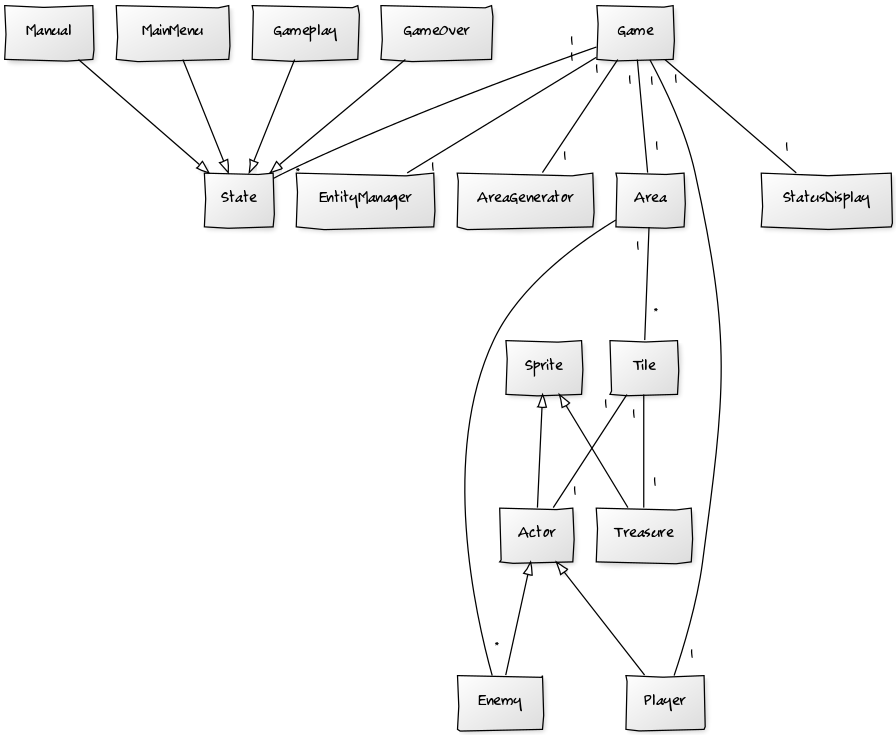 Manual
MainMenu
Gameplay
GameOver
Game
1
1
1
1
1
1
1
1
1
*
1
State
EntityManager
AreaGenerator
Area
StatusDisplay
1
*
Sprite
Tile
1
1
1
1
Actor
Treasure
*
1
Enemy
Player